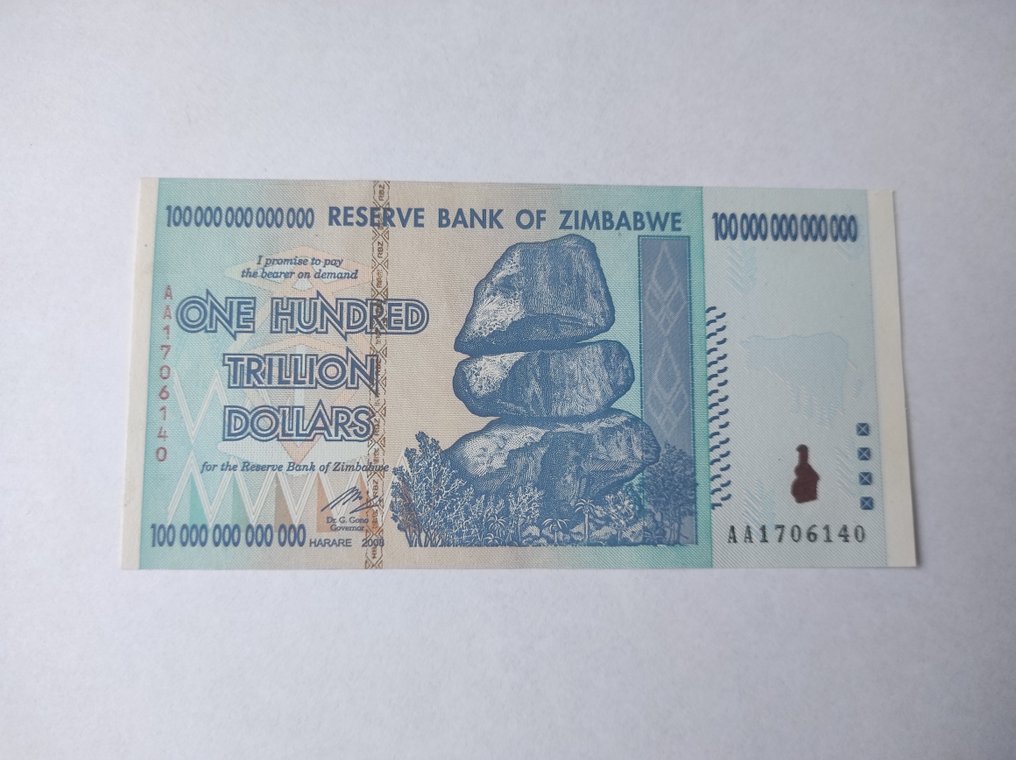 100 000 000 000 000 RESERVE BANK OF ZIMBABWE 100 000 000 000 000
I promise to pay
the bearer on demand
ONE HUNDRED
TRILLION
DOLLARS
for the Reserve Bank of Zimbabwe
Dr. G. Gono
Governor
100 000 000 000 000 HARARE 2008
AA1706140
AA1706140
RBZ